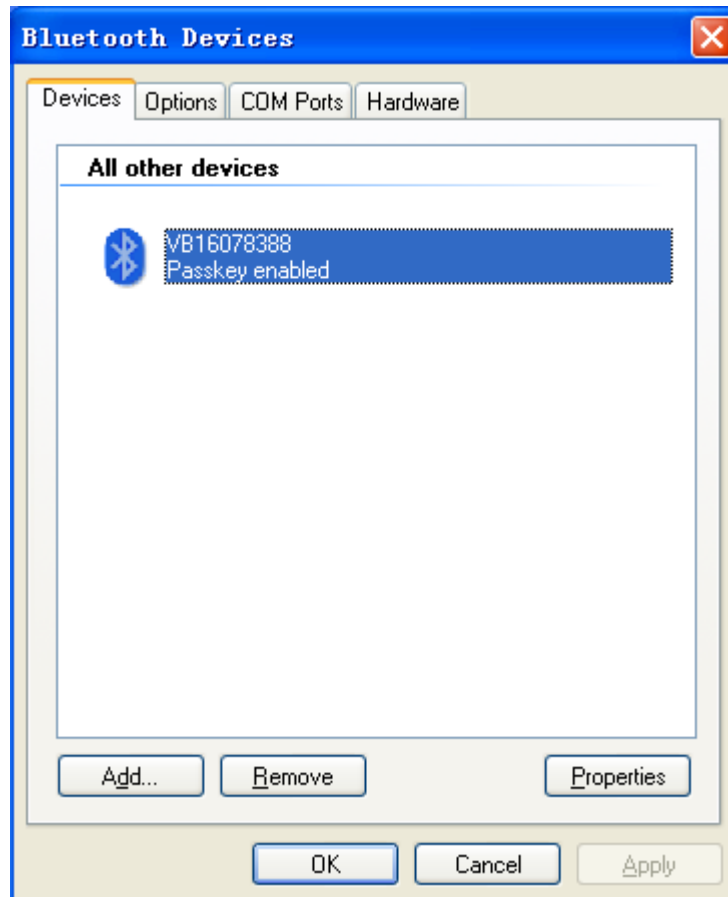 Bluetooth Devices
Devices Options COM Ports Hardware
All other devices
VB16078388
Passkey enabled
Add... Remove Properties
OK Cancel Apply